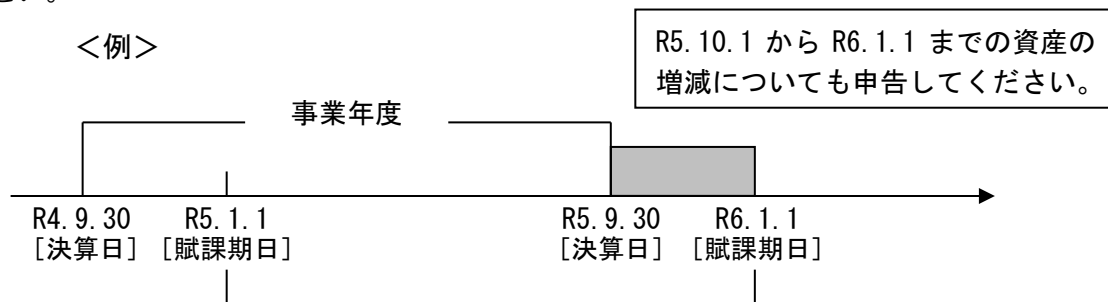 さい。
＜例＞
R5.10.1 から R6.1.1 までの資産の
増減についても申告してください。
事業年度
R4.9.30 R5.1.1 R5.9.30 R6.1.1
［決算日］ ［賦課期日］ ［決算日］ ［賦課期日］